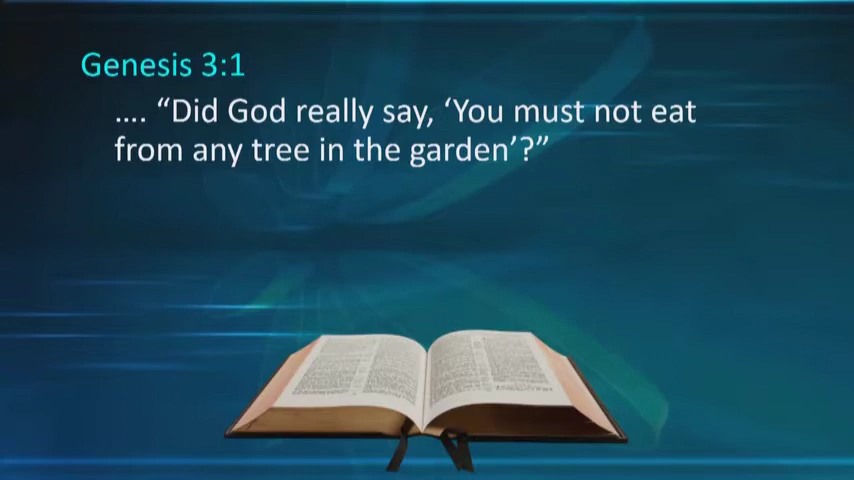 Genesis 3:1
.... “Did God really say, ‘You must not eat
from any tree in the garden’?”